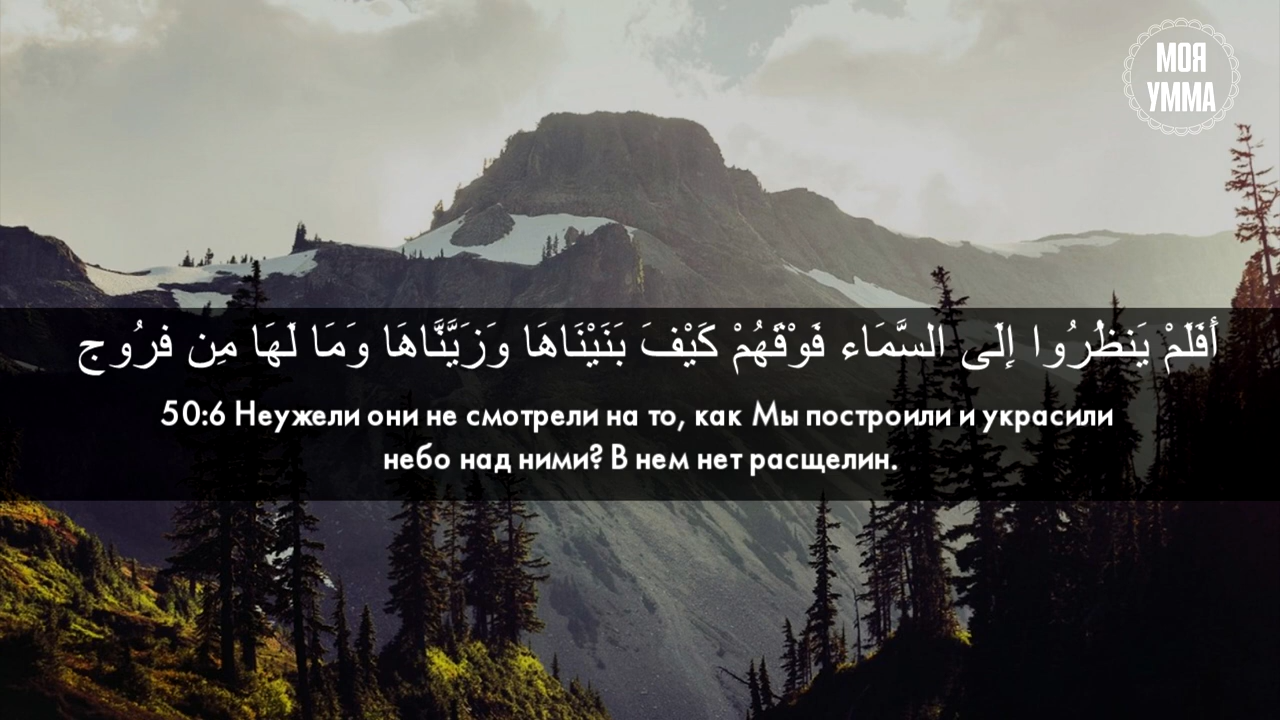 МОЯ
УММА
أَفَلَمْ يَنظُرُوا إِلَى السَّمَاء فَوْقَهُمْ كَيْفَ بَنَيْنَاهَا وَزَيَّنَّاهَا وَمَا لَهَا مِن فُرُوج
50:6 Неужели они не смотрели на то, как Мы построили и украсили
небо над ними? В нем нет расщелин.